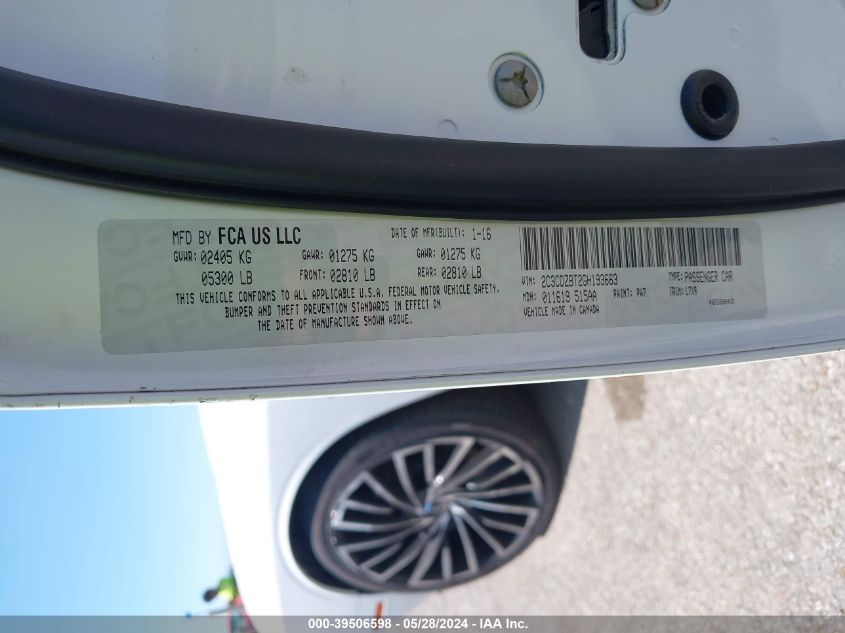 MFD BY FCA US LLC DATE OF MFR(BUILT): 1-16
GVWR: 02405 KG GAWR: 01275 KG GAWR: 01275 KG
05300 LB FRONT: 02810 LB REAR: 02810 LB
THIS VEHICLE CONFORMS TO ALL APPLICABLE U.S.A. FEDERAL MOTOR VEHICLE SAFETY,
BUMPER AND THEFT PREVENTION STANDARDS IN EFFECT ON
THE DATE OF MANUFACTURE SHOWN ABOVE.
VIN: 2C3CDZBT2GH193663 TYPE: PASSENGER CAR
MDH: 011619 515AA PAINT: PW7 TRIM: L7X9
VEHICLE MADE IN CANADA
000-39506598 - 05/28/2024 - IAA Inc.